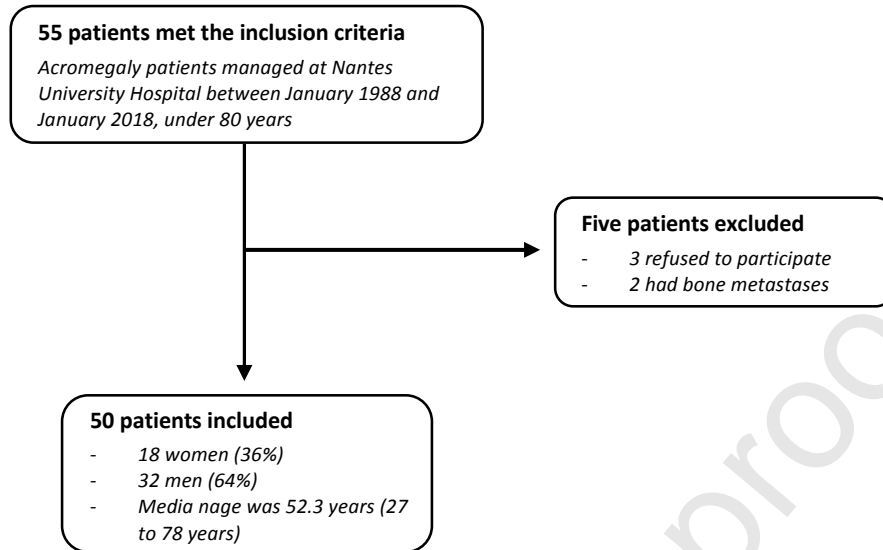 55 patients met the inclusion criteria
Acromegaly patients managed at Nantes
University Hospital between January 1988 and
January 2018, under 80 years
Five patients excluded
- 3 refused to participate
- 2 had bone metastases
50 patients included
- 18 women (36%)
- 32 men (64%)
- Media nage was 52.3 years (27
to 78 years)
proo